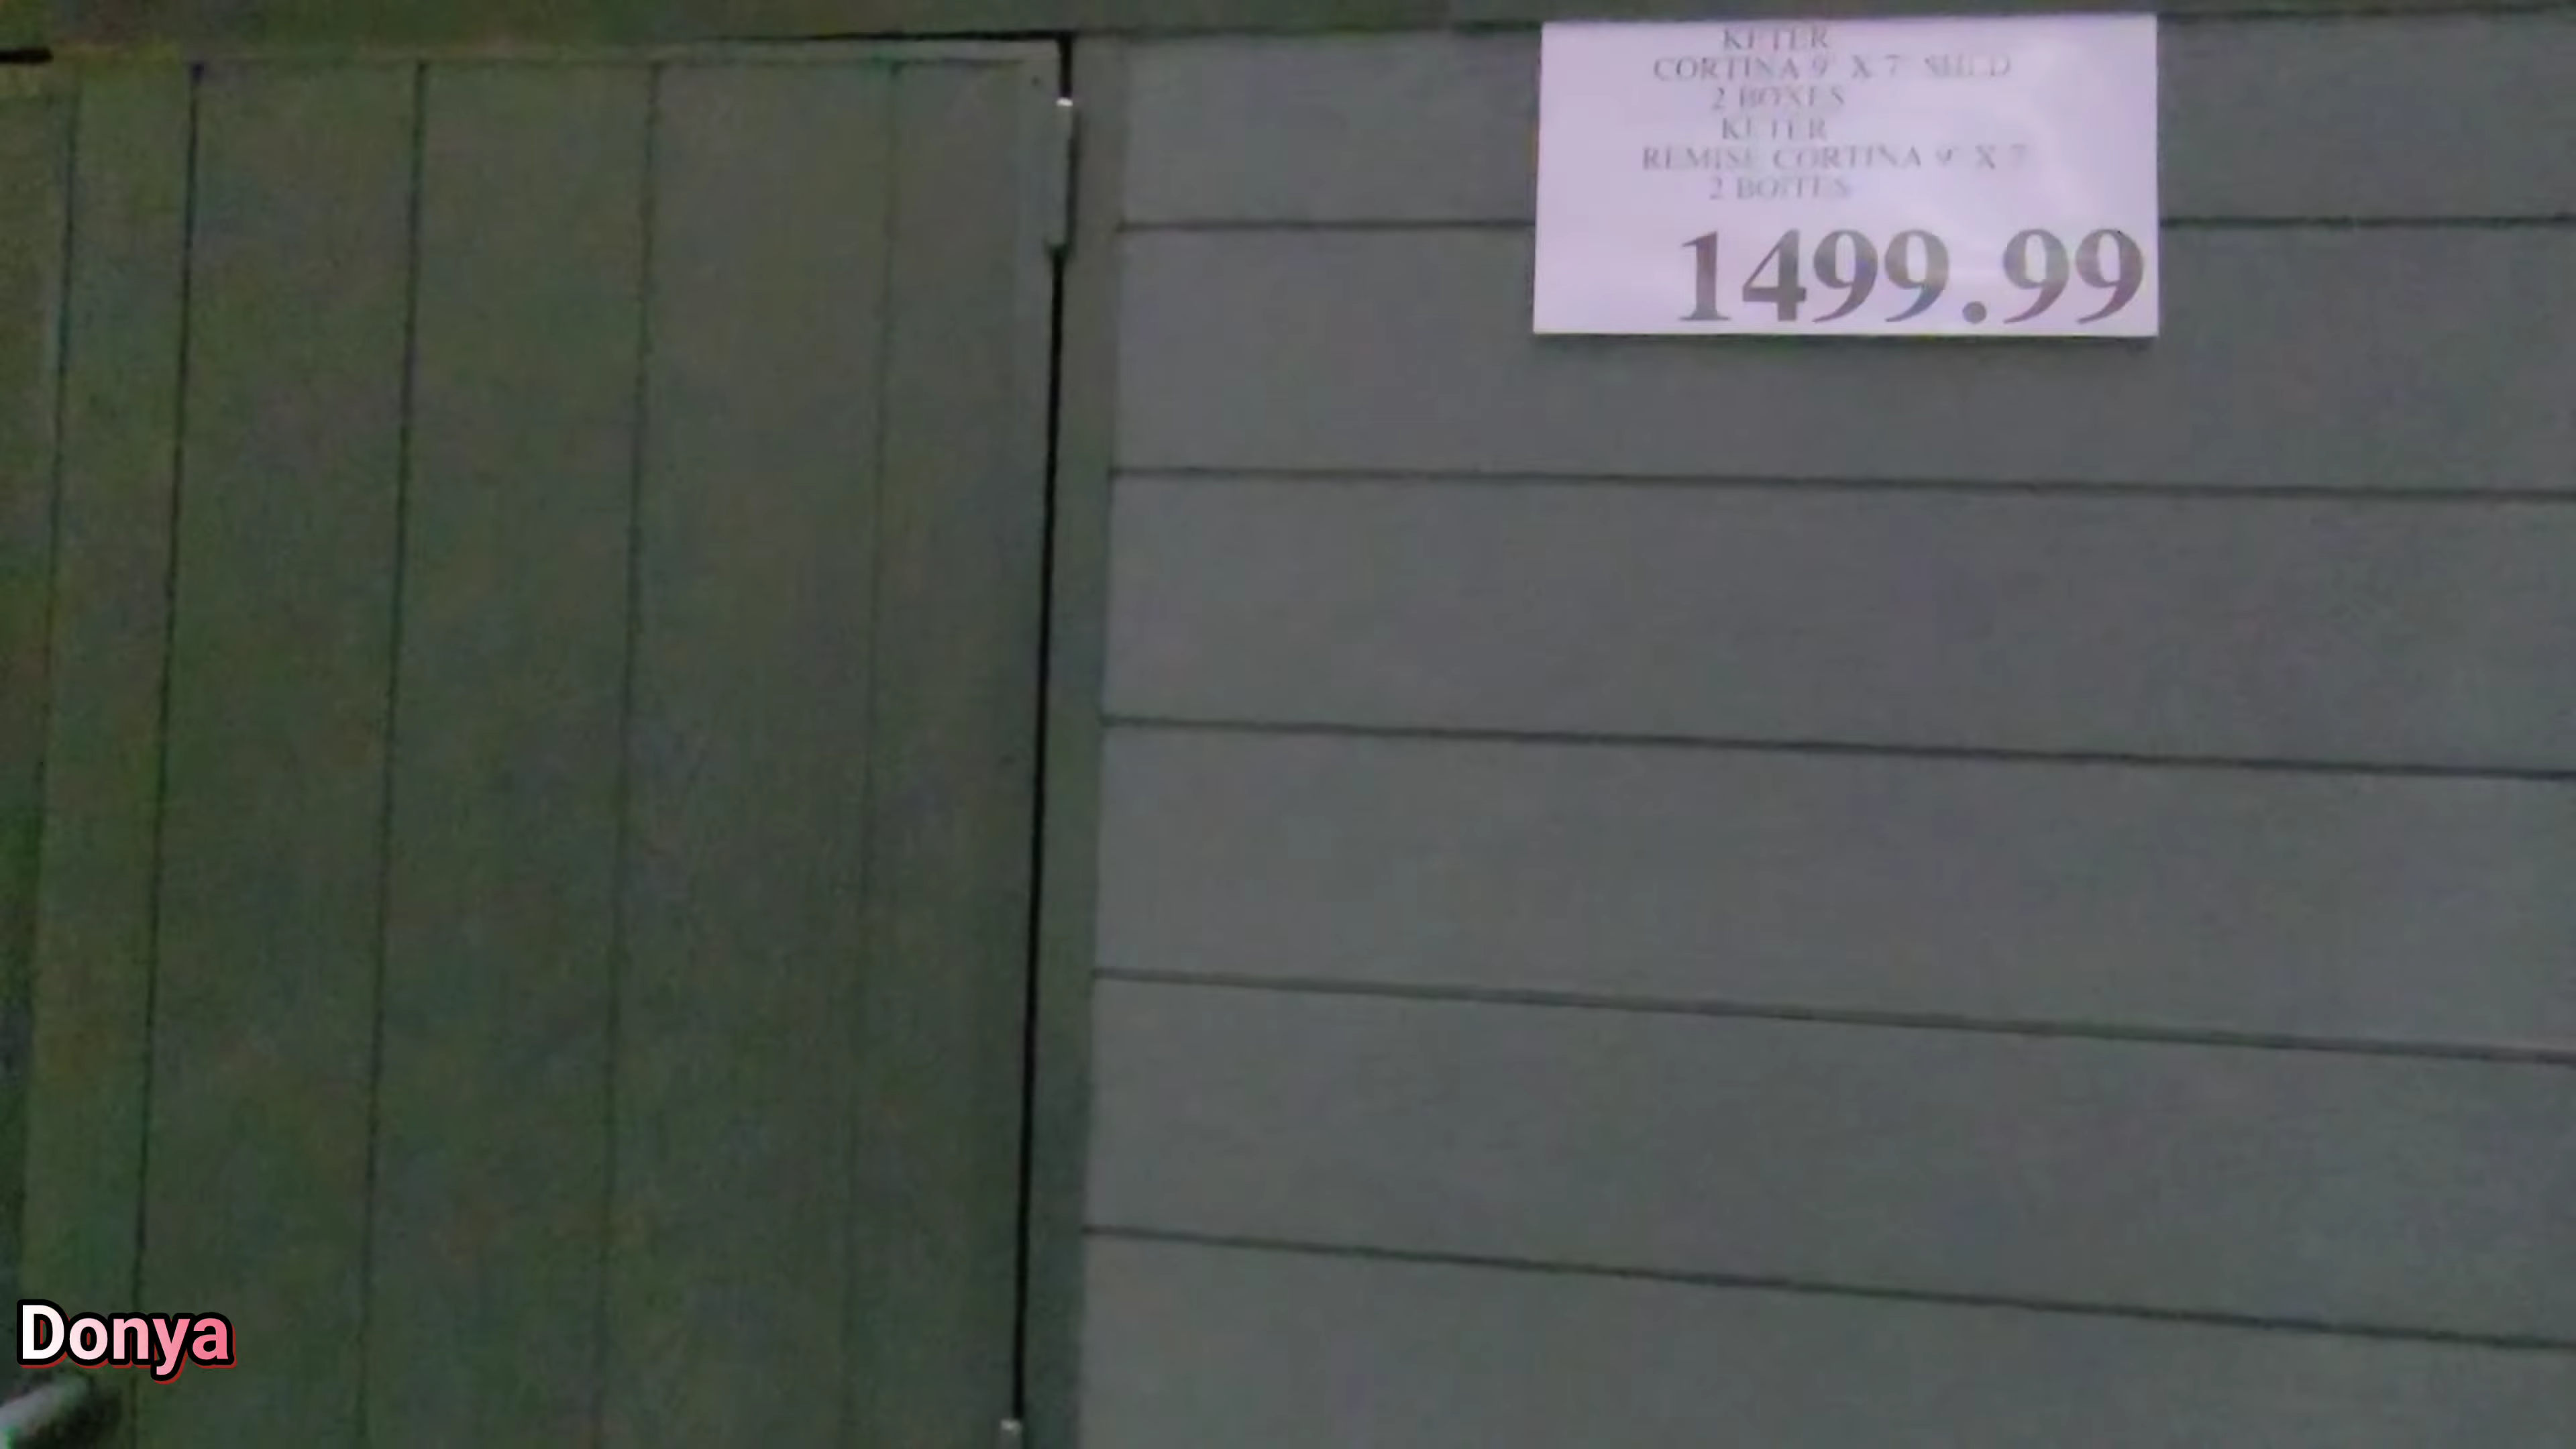 KETER
CORTINA 9' X 7' SHED
2 BOXES
KETER
REMISE CORTINA 9' X 7'
2 BOITES
1499.99
Donya